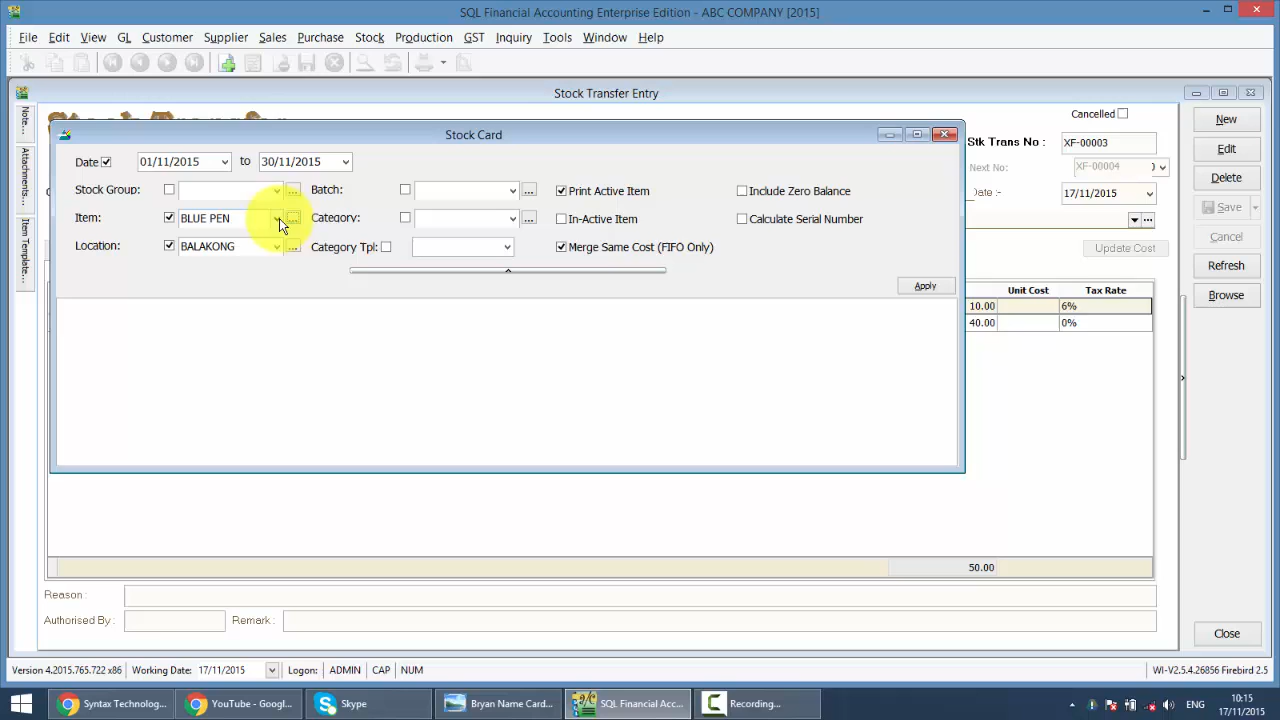 SQL Financial Accounting Enterprise Edition - ABC COMPANY [2015]
File Edit View GL Customer Supplier Sales Purchase Stock Production GST Inquiry Tools Window Help
Stock Transfer Entry
Note...
Attachments...
Item Template...
Cancelled
Stk Trans No : XF-00003
Next No: XF-00004
Date :- 17/11/2015
Update Cost
Unit Cost Tax Rate
10.00 6%
40.00 0%
50.00
Reason :
Authorised By : Remark :
New
Edit
Delete
Save
Cancel
Refresh
Browse
Close
Stock Card
Date 01/11/2015 to 30/11/2015
Stock Group: Batch: Print Active Item Include Zero Balance
Item: BLUE PEN Category: In-Active Item Calculate Serial Number
Location: BALAKONG Category Tpl: Merge Same Cost (FIFO Only)
Apply
Version 4.2015.765.722 x86 Working Date: 17/11/2015 Logon: ADMIN CAP NUM WI-V2.5.4.26856 Firebird 2.5
Syntax Technolog... YouTube - Googl... Skype Bryan Name Card... SQL Financial Acc... Recording...
ENG
10:15
17/11/2015